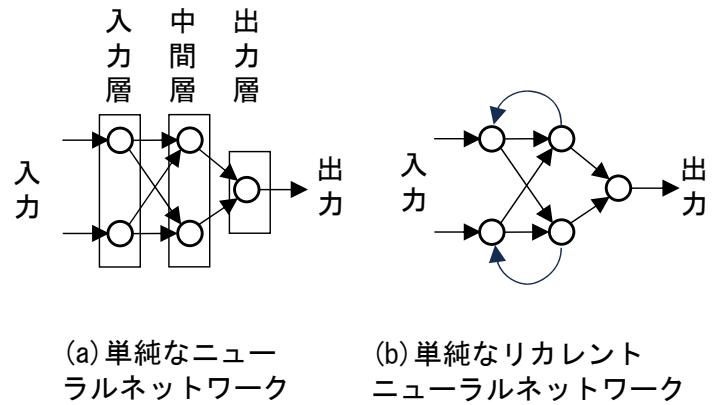 入力層
中間層
出力層
入力
出力
入力
出力
(a)単純なニュー
ラルネットワーク
(b)単純なリカレント
ニューラルネットワーク